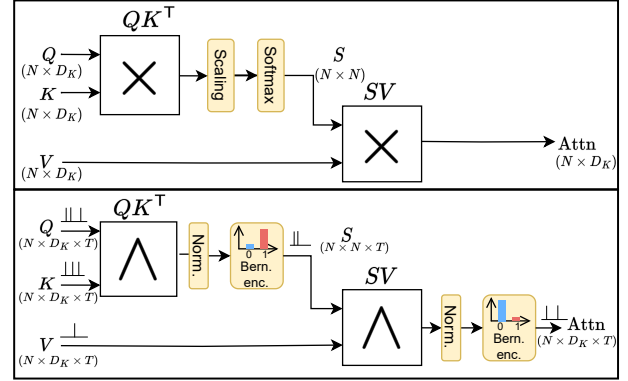 QK⊤
Q
(N × D_K)
K
(N × D_K)
Scaling
Softmax
S
(N × N)
SV
V
(N × D_K)
Attn
(N × D_K)
QK⊤
Q
(N × D_K × T)
K
(N × D_K × T)
Norm.
0 1
Bern.
enc.
S
(N × N × T)
SV
V
(N × D_K × T)
Norm.
0 1
Bern.
enc.
Attn
(N × D_K × T)